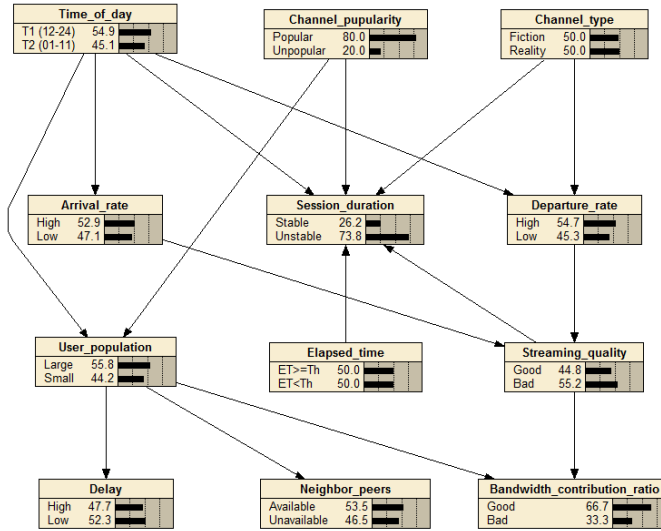 Time_of_day
T1 (12-24) 54.9
T2 (01-11) 45.1
Channel_pupularity
Popular 80.0
Unpopular 20.0
Channel_type
Fiction 50.0
Reality 50.0
Arrival_rate
High 52.9
Low 47.1
Session_duration
Stable 26.2
Unstable 73.8
Departure_rate
High 54.7
Low 45.3
User_population
Large 55.8
Small 44.2
Elapsed_time
ET>=Th 50.0
ET<Th 50.0
Streaming_quality
Good 44.8
Bad 55.2
Delay
High 47.7
Low 52.3
Neighbor_peers
Available 53.5
Unavailable 46.5
Bandwidth_contribution_ratio
Good 66.7
Bad 33.3